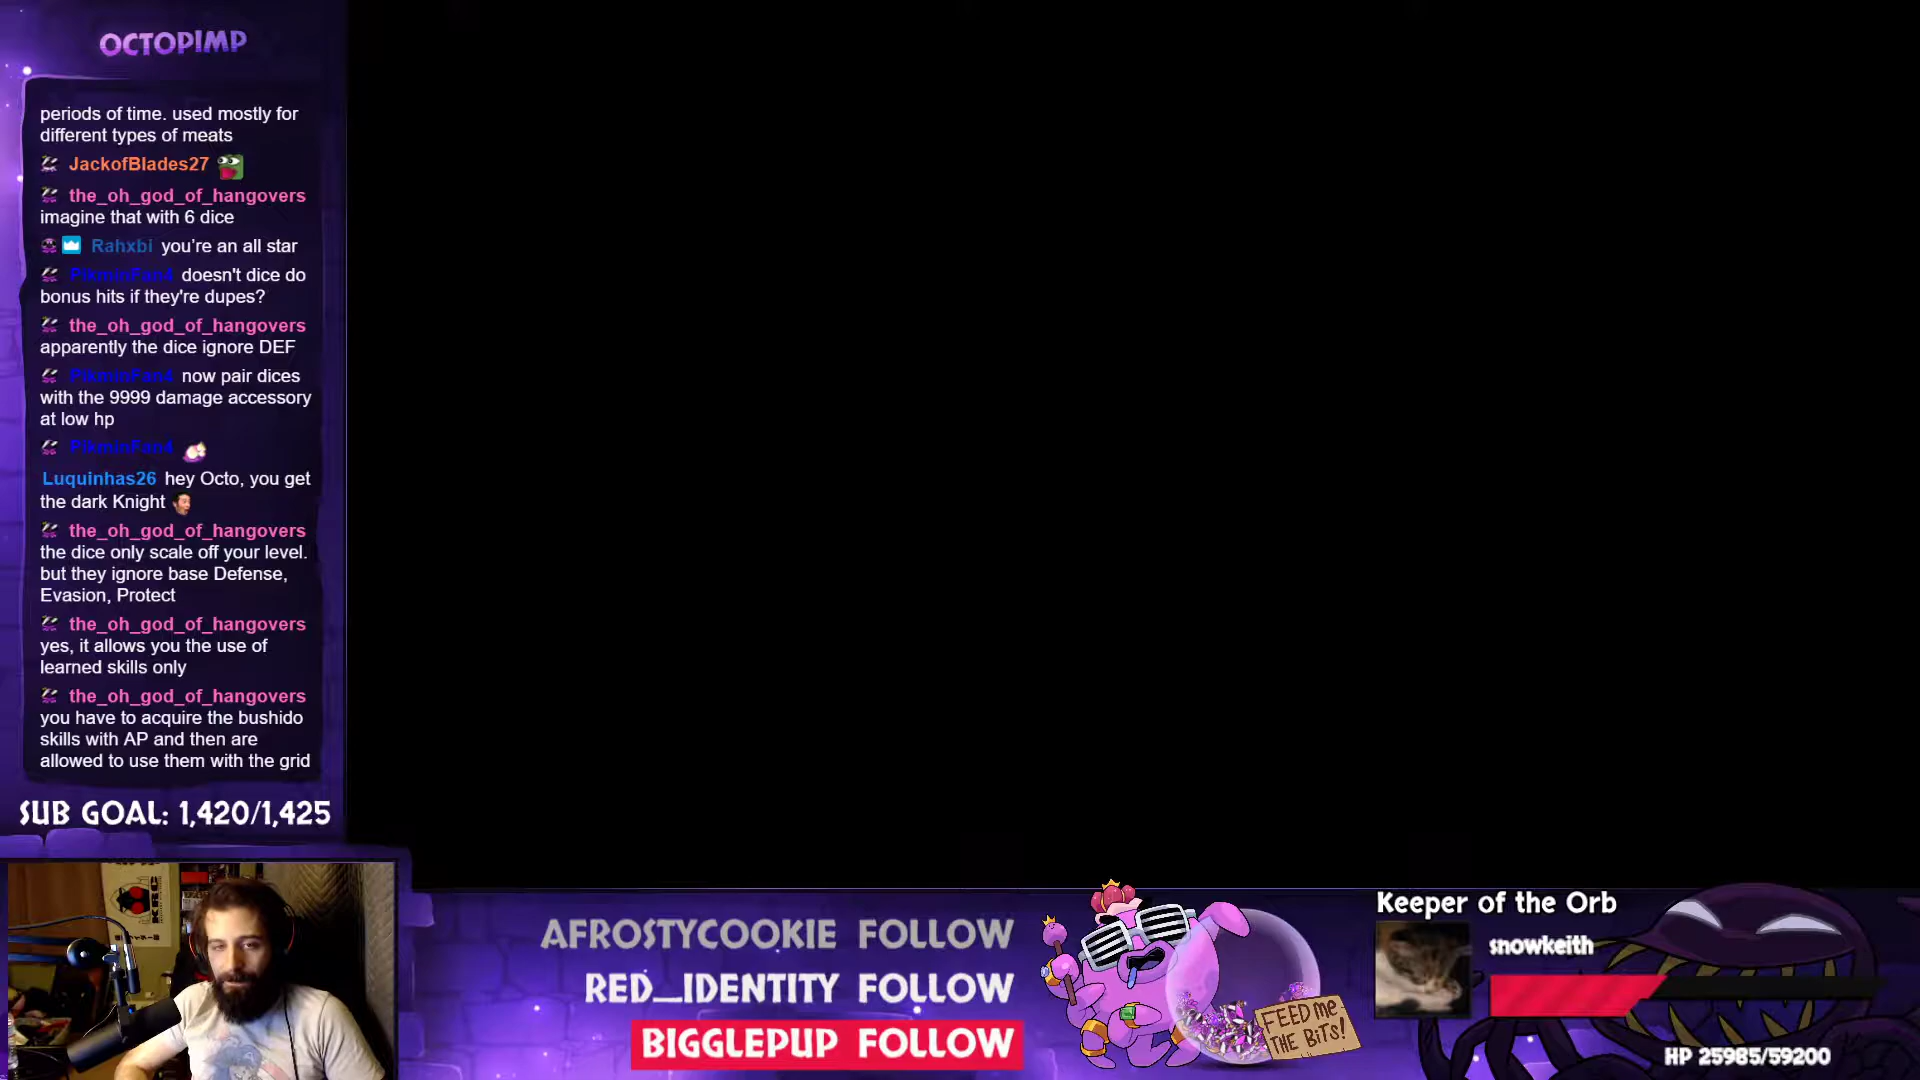 OCTOPIMP
periods of time. used mostly for
different types of meats
JackofBlades27
the_oh_god_of_hangovers
imagine that with 6 dice
Rahxbi you’re an all star
PikminFan4 doesn't dice do
bonus hits if they're dupes?
the_oh_god_of_hangovers
apparently the dice ignore DEF
PikminFan4 now pair dices
with the 9999 damage accessory
at low hp
PikminFan4
Luquinhas26 hey Octo, you get
the dark Knight
the_oh_god_of_hangovers
the dice only scale off your level.
but they ignore base Defense,
Evasion, Protect
the_oh_god_of_hangovers
yes, it allows you the use of
learned skills only
the_oh_god_of_hangovers
you have to acquire the bushido
skills with AP and then are
allowed to use them with the grid
SUB GOAL: 1,420/1,425
AFROSTYCOOKIE FOLLOW
RED_IDENTITY FOLLOW
BIGGLEPUP FOLLOW
FEED ME
THE BITS!
Keeper of the Orb
snowkeith
HP 25985/59200